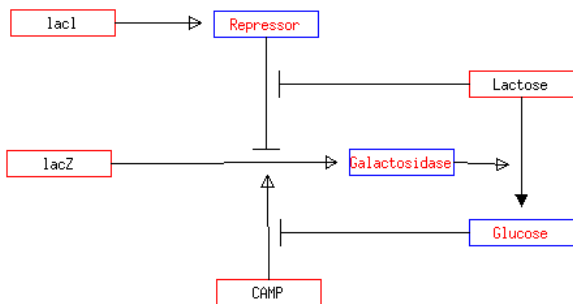 lacI
Repressor
Lactose
lacZ
Galactosidase
Glucose
CAMP